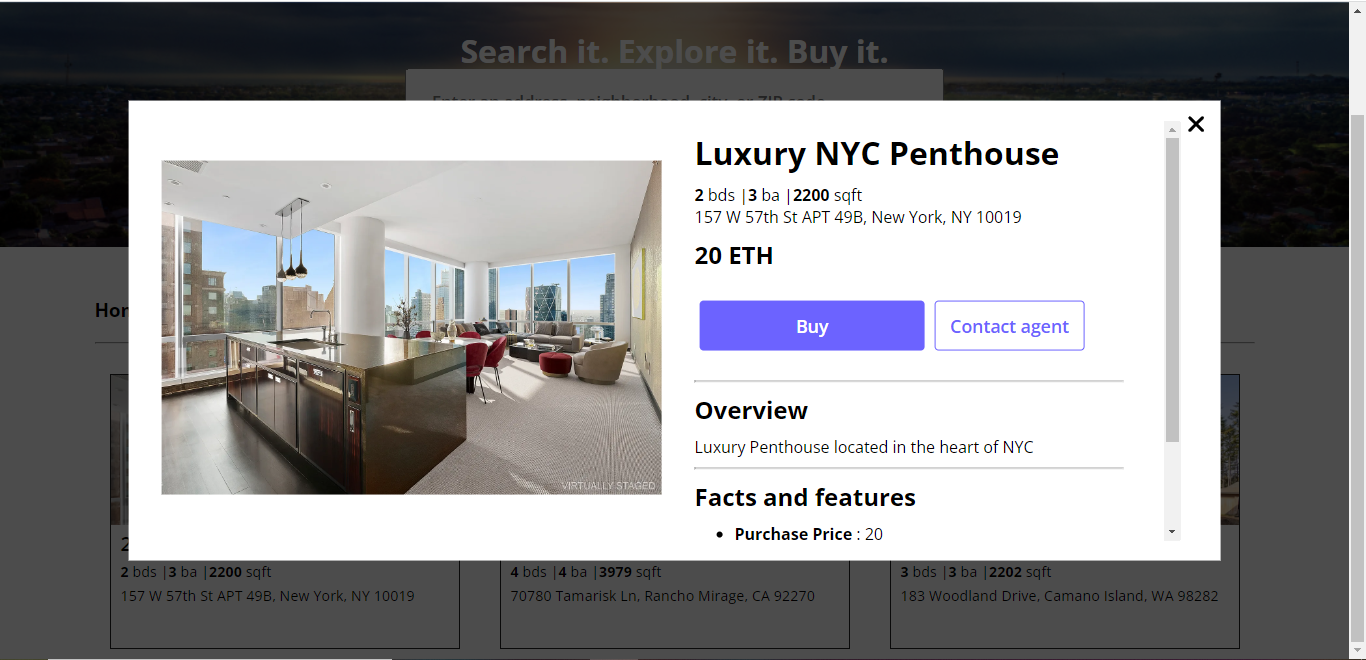 Search it. Explore it. Buy it.
Enter an address, neighborhood, city, or ZIP code
Luxury NYC Penthouse
2 bds |3 ba |2200 sqft
157 W 57th St APT 49B, New York, NY 10019
20 ETH
Buy
Contact agent
Overview
Luxury Penthouse located in the heart of NYC
Facts and features
• Purchase Price : 20
VIRTUALLY STAGED
2 bds |3 ba |2200 sqft
157 W 57th St APT 49B, New York, NY 10019
4 bds |4 ba |3979 sqft
70780 Tamarisk Ln, Rancho Mirage, CA 92270
3 bds |3 ba |2202 sqft
183 Woodland Drive, Camano Island, WA 98282